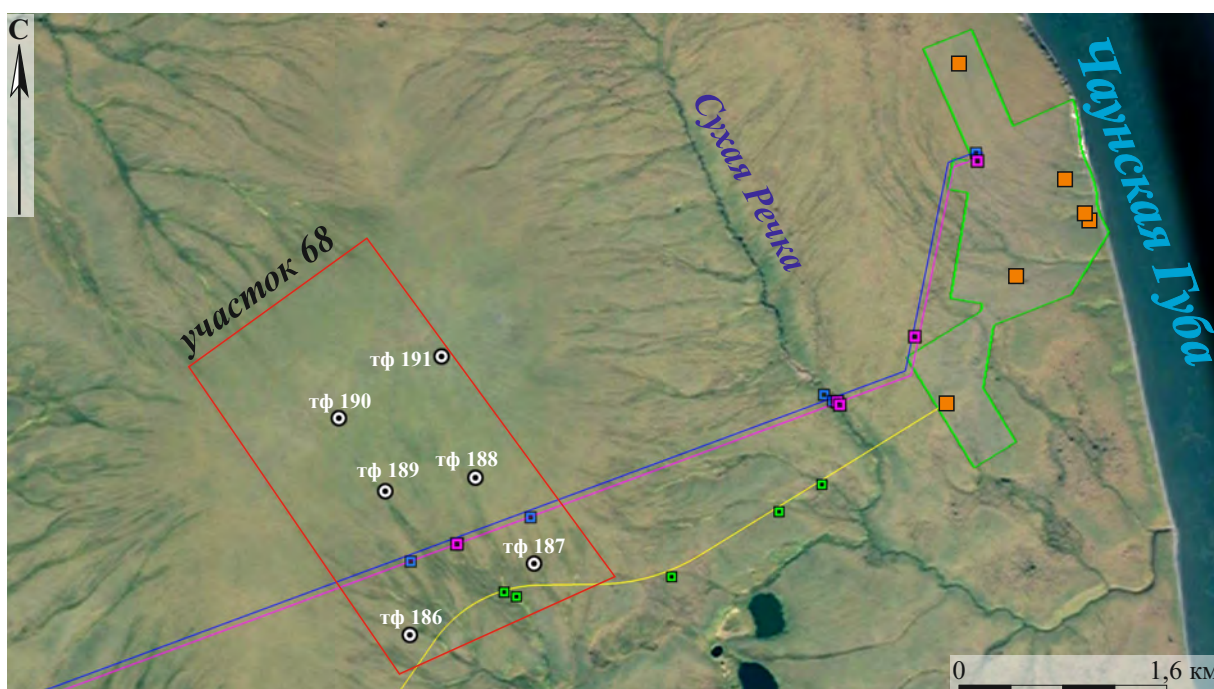 С
Чаунская Губа
Сухая Речка
участок 68
тф 191
тф 190
тф 188
тф 189
тф 187
тф 186
0 1,6 км